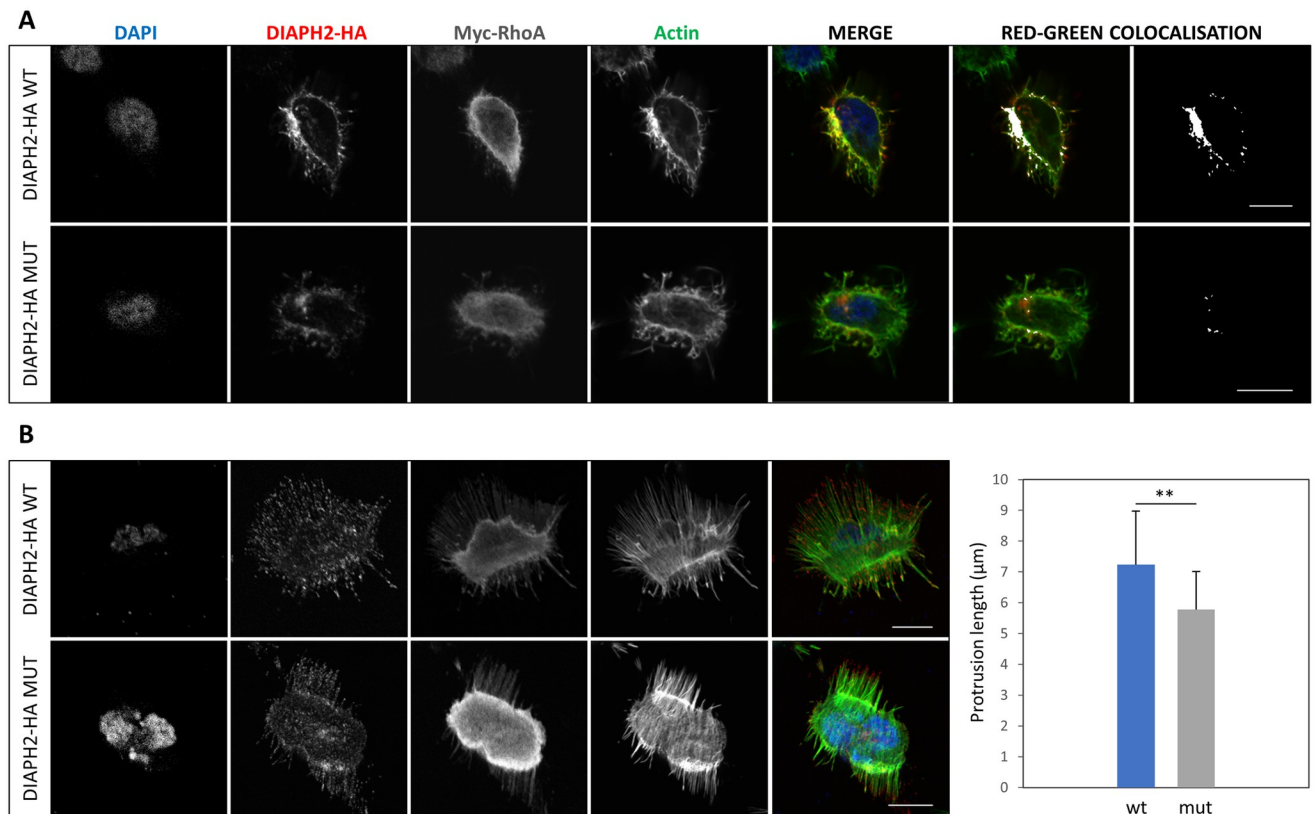 A
DAPI DIAPH2-HA Myc-RhoA Actin MERGE RED-GREEN COLOCALISATION
DIAPH2-HA WT
DIAPH2-HA MUT
B
DIAPH2-HA WT
DIAPH2-HA MUT
10
9
8
7
6
5
4
3
2
1
0
Protrusion length (μm)
**
wt mut